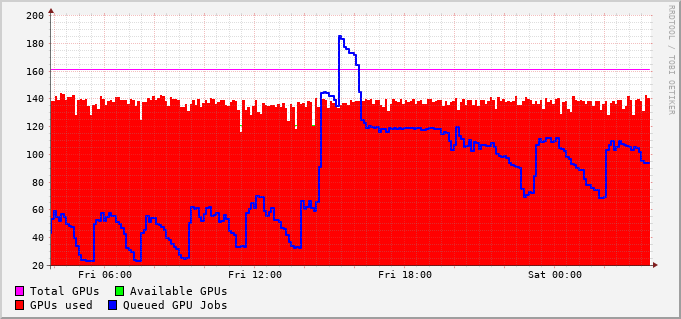 200
180
160
140
120
100
80
60
40
20
Fri 06:00 Fri 12:00 Fri 18:00 Sat 00:00
Total GPUs Available GPUs
GPUs used Queued GPU Jobs
RRDTOOL / TOBI OETIKER